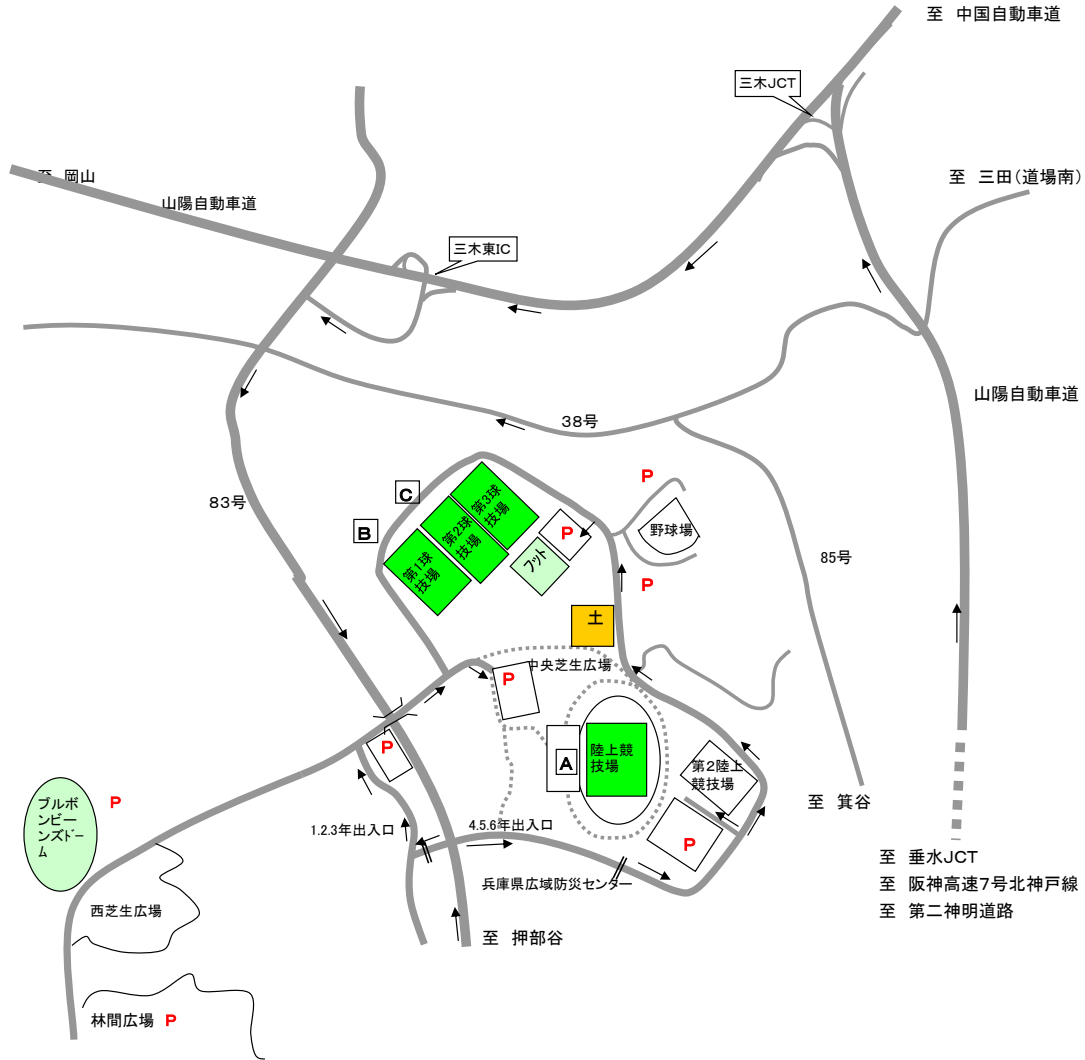 至 中国自動車道
三木JCT
至 岡山
至 三田(道場南)
山陽自動車道
三木東IC
山陽自動車道
38号
83号
P
C
第3球
技場
B
第2球
技場
P
野球場
第1球
技場
フット
85号
P
土
中央芝生広場
P
P
陸上競
技場
A
第2陸上
競技場
ブルボ
ンビー
ンズドー
ム
P
至 箕谷
1.2.3年出入口
4.5.6年出入口
P
至 垂水JCT
兵庫県広域防災センター
至 阪神高速7号北神戸線
西芝生広場
至 第二神明道路
至 押部谷
林間広場 P